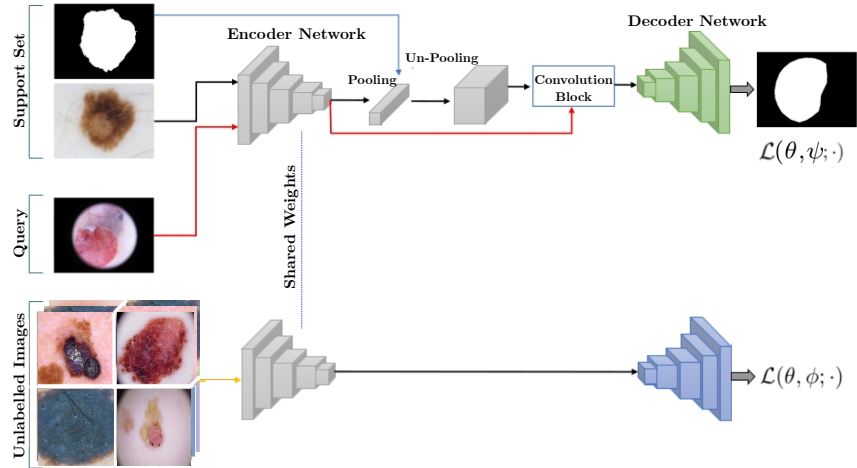 Support Set
Encoder Network
Decoder Network
Pooling
Un-Pooling
Convolution
Block
ℒ(θ,ψ;·)
Query
Shared Weights
Unlabelled Images
ℒ(θ,ϕ;·)